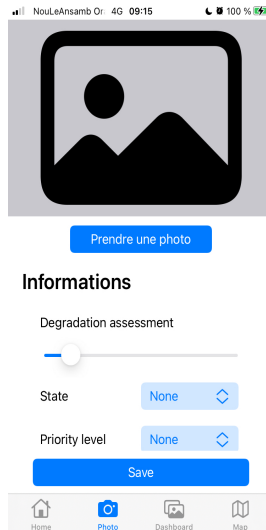 NouLeAnsamb Or 4G 09:15 100 %
Prendre une photo
Informations
Degradation assessment
State None
Priority level None
Save
Home Photo Dashboard Map